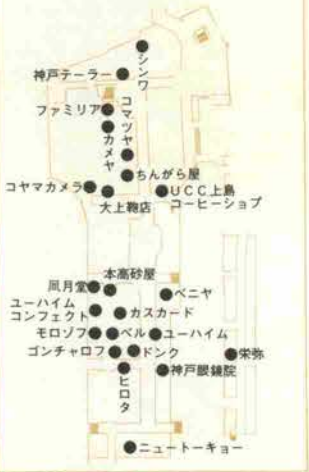 シンワ
神戸テーラー
ファミリア
コマツヤ
カメヤ
ちんがら屋
コヤマカメラ
大上鞄店
UCC上島
コーヒーショプ
本高砂屋
凮月堂
ベニヤ
ユーハイム
コンフェクト
カスカード
モロゾフ
ベル
ユーハイム
ゴンチャロフ
ドンク
栄弥
ヒロタ
神戸眼鏡院
ニュートーキョー